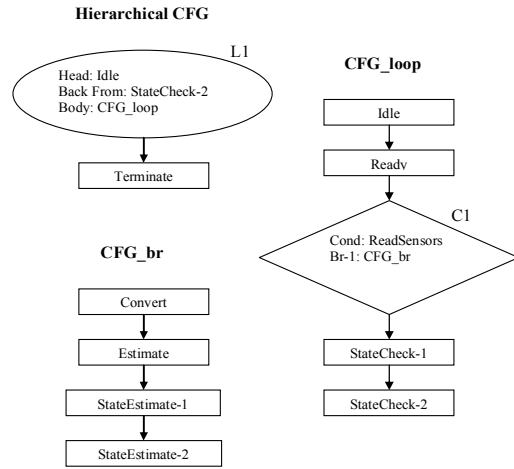 Hierarchical CFG
L1
Head: Idle
Back From: StateCheck-2
Body: CFG_loop
Terminate
CFG_br
Convert
Estimate
StateEstimate-1
StateEstimate-2
CFG_loop
Idle
Ready
C1
Cond: ReadSensors
Br-1: CFG_br
StateCheck-1
StateCheck-2